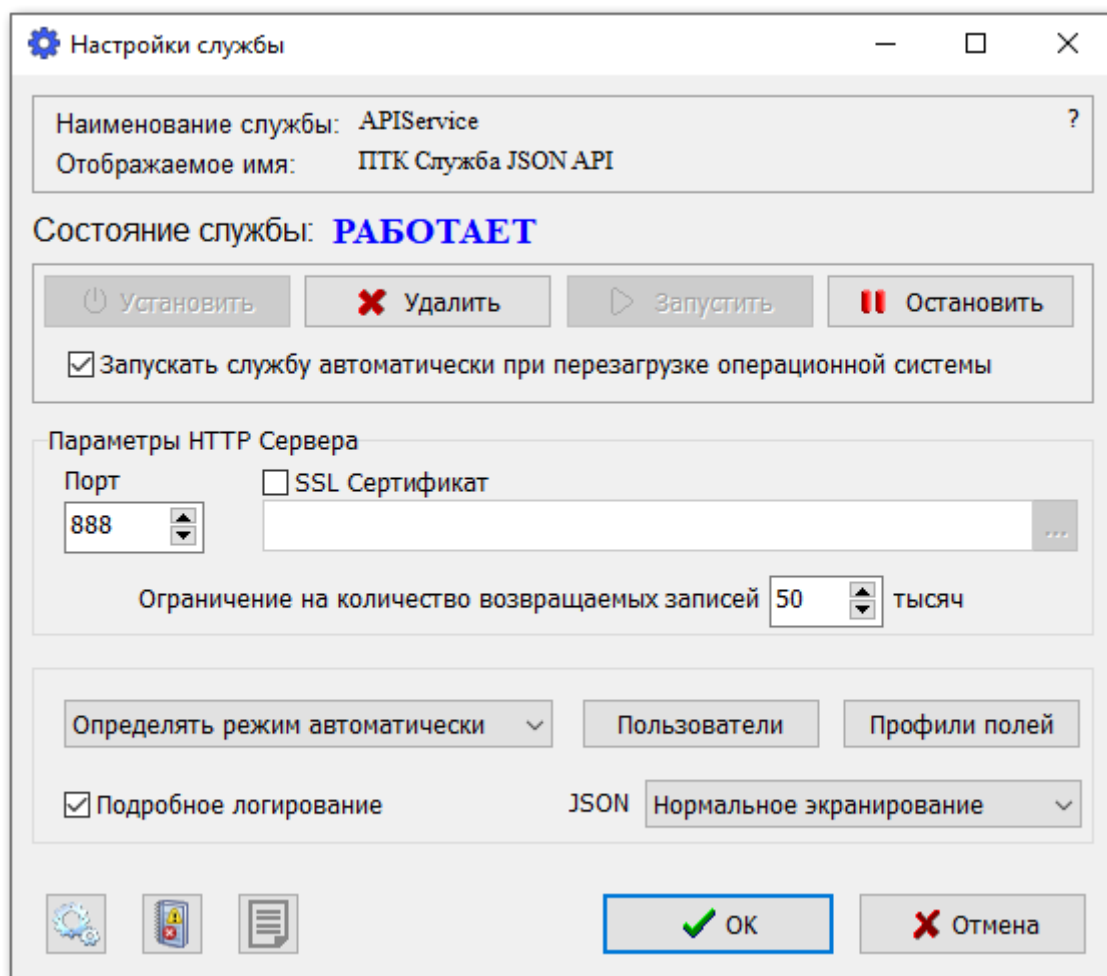 Настройки службы
Наименование службы: APIService ?
Отображаемое имя: ПТК Служба JSON API
Состояние службы: РАБОТАЕТ
Установить Удалить Запустить Остановить
Запускать службу автоматически при перезагрузке операционной системы
Параметры HTTP Сервера
Порт SSL Сертификат
888 ...
Ограничение на количество возвращаемых записей 50 тысяч
Определять режим автоматически Пользователи Профили полей
Подробное логирование JSON Нормальное экранирование
OK Отмена